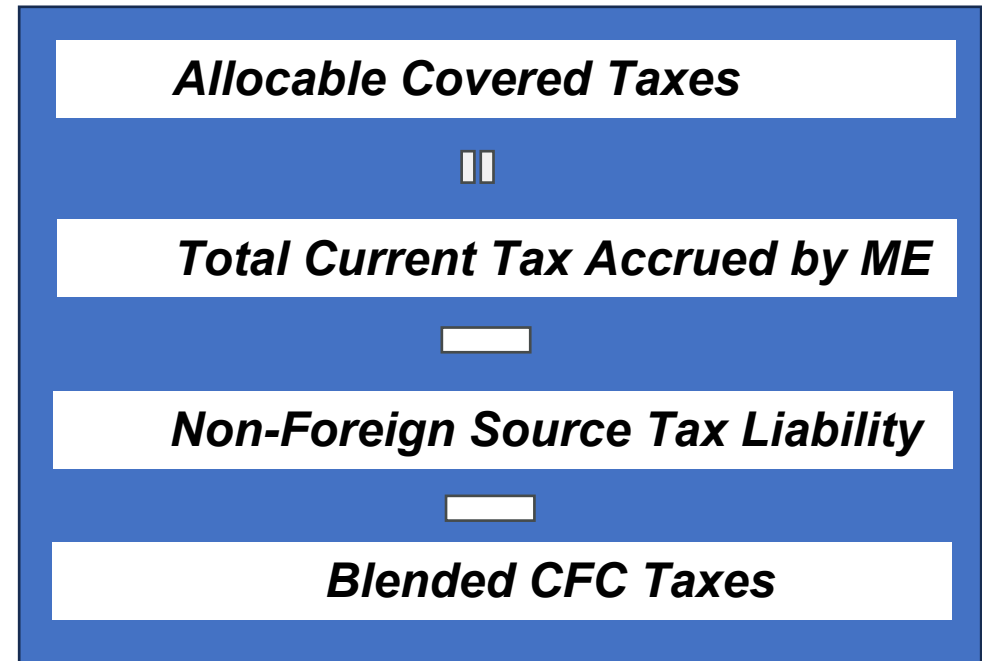 Allocable Covered Taxes
Total Current Tax Accrued by ME
Non-Foreign Source Tax Liability
Blended CFC Taxes